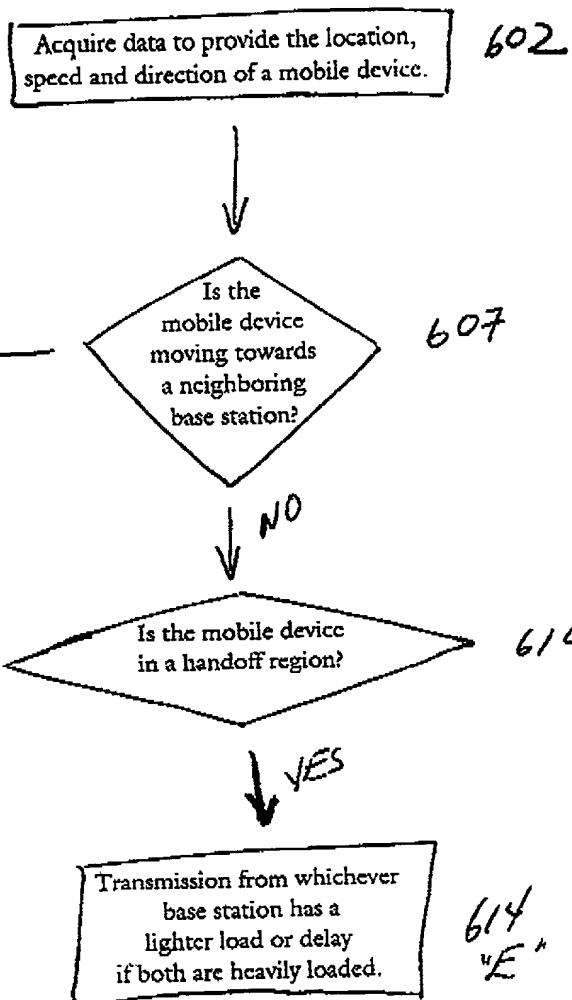 Acquire data to provide the location,
speed and direction of a mobile device.
602
Is the
mobile device
moving towards
a neighboring
base station?
607
NO
Is the mobile device
in a handoff region?
YES
Transmission from whichever
base station has a
lighter load or delay
if both are heavily loaded.
614
"E"